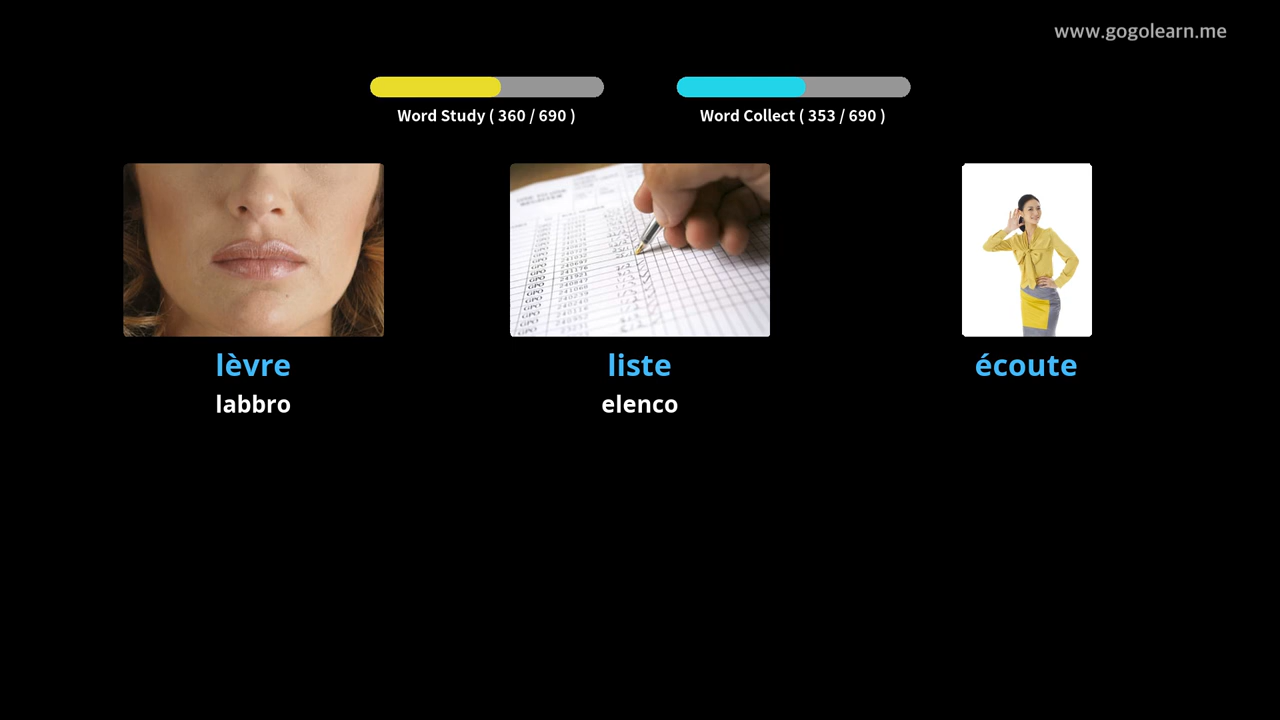 www.gogolearn.me
Word Study ( 360 / 690 )
Word Collect ( 353 / 690 )
lèvre
labbro
liste
elenco
écoute